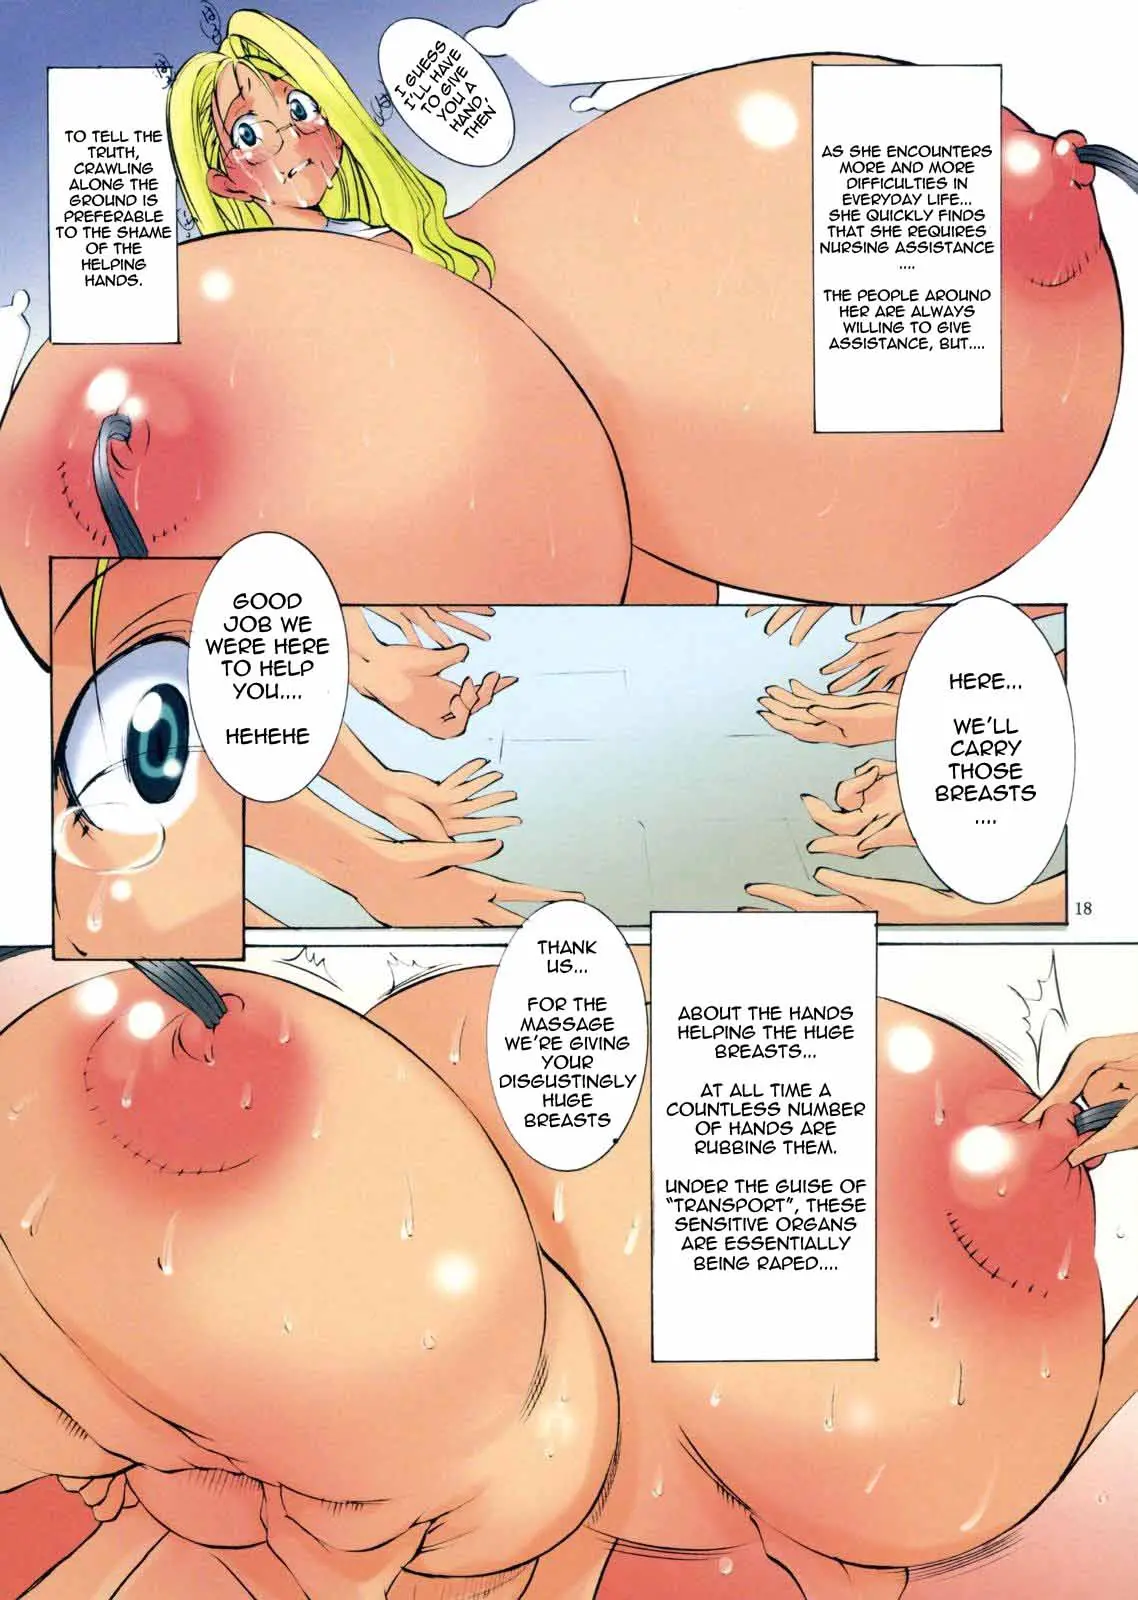 I GUESS
I'LL HAVE
TO GIVE
YOU A
HAND,
THEN
TO TELL THE
TRUTH,
CRAWLING
ALONG THE
GROUND IS
PREFERABLE
TO THE SHAME
OF THE
HELPING
HANDS.
AS SHE ENCOUNTERS
MORE AND MORE
DIFFICULTIES IN
EVERYDAY LIFE...
SHE QUICKLY FINDS
THAT SHE REQUIRES
NURSING ASSISTANCE
....
THE PEOPLE AROUND
HER ARE ALWAYS
WILLING TO GIVE
ASSISTANCE, BUT....
GOOD
JOB WE
WERE HERE
TO HELP
YOU....
HEHEHE
HERE...
WE'LL
CARRY
THOSE
BREASTS
....
18
THANK
US...
FOR THE
MASSAGE
WE'RE GIVING
YOUR
DISGUSTINGLY
HUGE
BREASTS
ABOUT THE HANDS
HELPING THE HUGE
BREASTS...
AT ALL TIME A
COUNTLESS NUMBER
OF HANDS ARE
RUBBING THEM.
UNDER THE GUISE OF
"TRANSPORT", THESE
SENSITIVE ORGANS
ARE ESSENTIALLY
BEING RAPED....